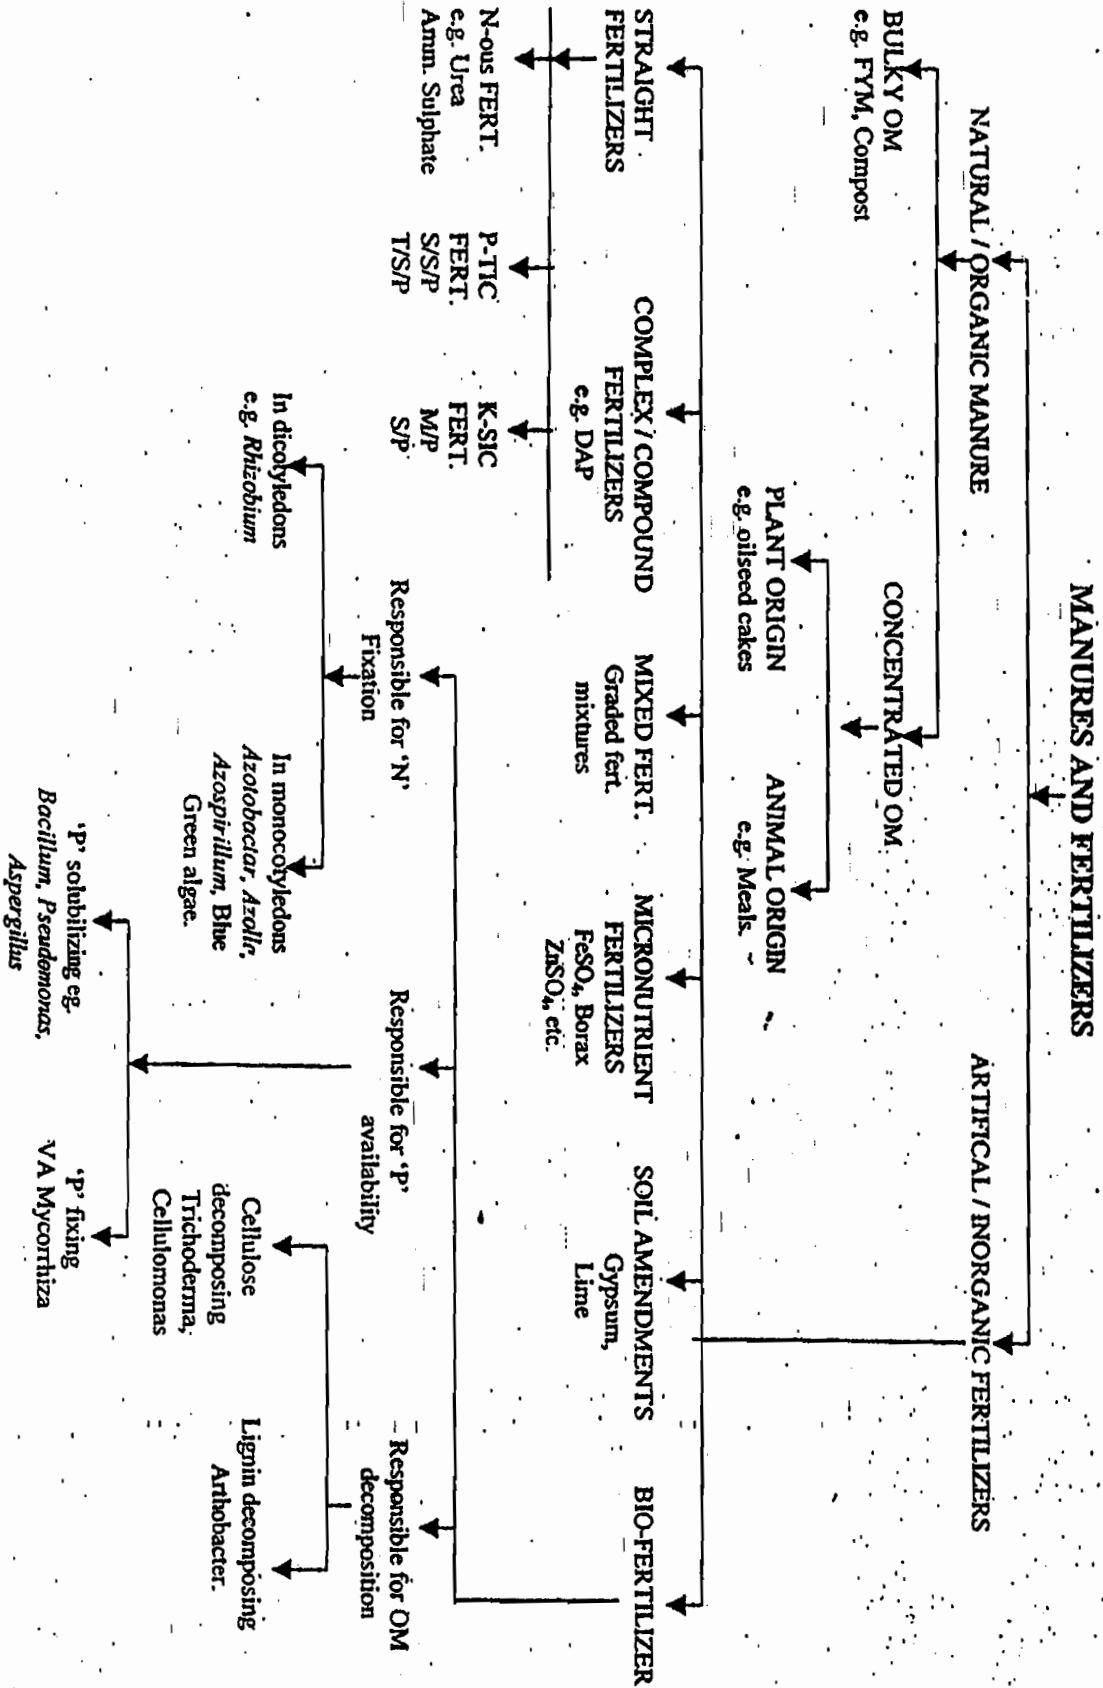 MANURES AND FERTILIZERS
NATURAL / ORGANIC MANURE
ARTIFICAL / INORGANIC FERTILIZERS
BULKY OM
e.g. FYM, Compost
CONCENTRATED OM
PLANT ORIGIN
e.g. oilseed cakes
ANIMAL ORIGIN
e.g. Meals.
STRAIGHT
FERTILIZERS
COMPLEX / COMPOUND
FERTILIZERS
e.g. DAP
MIXED FERT.
Graded fert.
mixtures
MICRONUTRIENT
FERTILIZERS
FeSO₄, Borax
ZnSO₄, etc.
SOIL AMENDMENTS
Gypsum,
Lime
BIO-FERTILIZER
N-ous FERT.
e.g. Urea
Amm. Sulphate
P-TIC
FERT.
S/S/P
T/S/P
K-SIC
FERT.
M/P
S/P
Responsible for 'N'
Fixation
Responsible for 'P'
availability
Responsible for OM
decomposition
In dicotyledons
e.g. Rhizobium
In monocotyledons
Azotobactar, Azolla,
Azospirillum, Blue
Green algae.
Cellulose
decomposing
Trichoderma,
Cellulomonas
Lignin decomposing
Arthobacter.
'P' solubilizing eg.
Bacillum, Pseudomonas,
Aspergillus
'P' fixing
VA Mycorrhiza